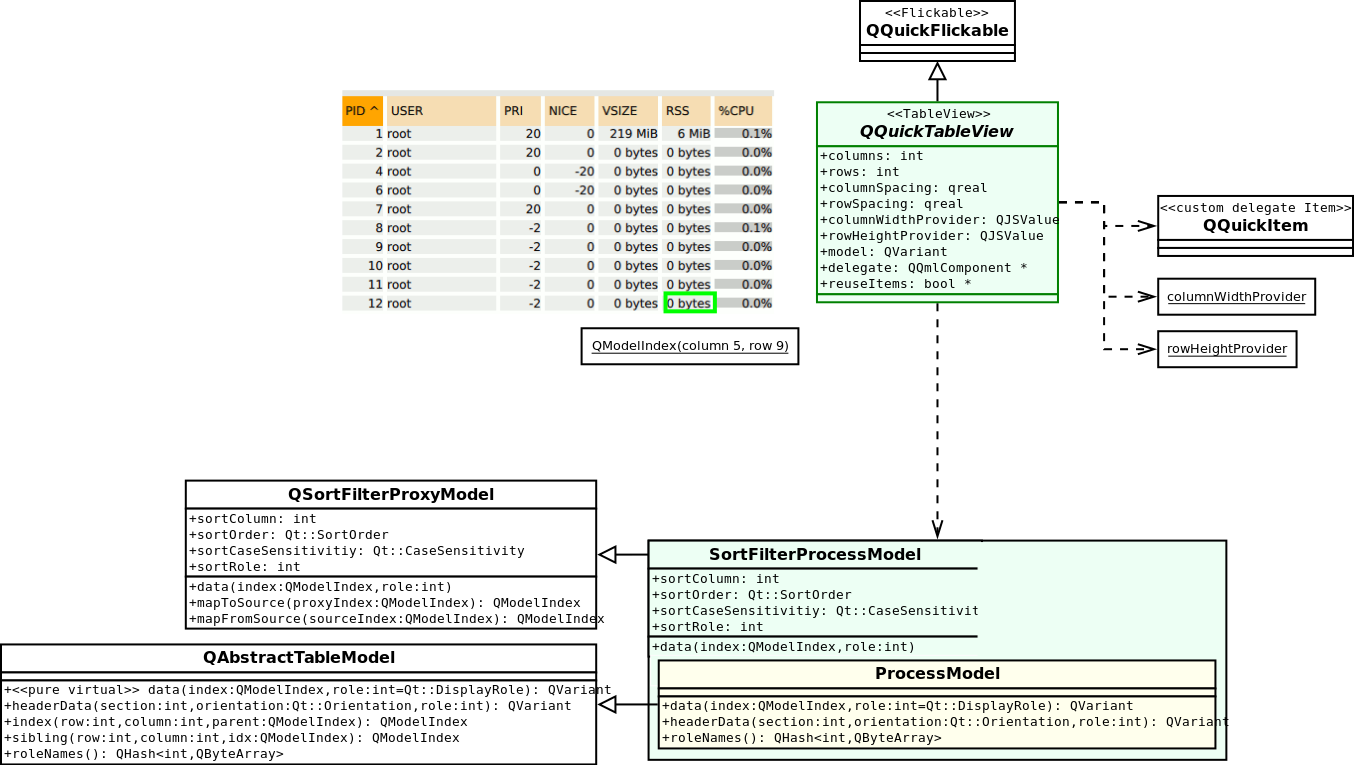 <<Flickable>>
QQuickFlickable
PID ^ USER PRI NICE VSIZE RSS %CPU
1 root 20 0 219 MiB 6 MiB 0.1%
2 root 20 0 0 bytes 0 bytes 0.0%
4 root 0 -20 0 bytes 0 bytes 0.0%
6 root 0 -20 0 bytes 0 bytes 0.0%
7 root 20 0 0 bytes 0 bytes 0.0%
8 root -2 0 0 bytes 0 bytes 0.1%
9 root -2 0 0 bytes 0 bytes 0.0%
10 root -2 0 0 bytes 0 bytes 0.0%
11 root -2 0 0 bytes 0 bytes 0.0%
12 root -2 0 0 bytes 0 bytes 0.0%
QModelIndex(column 5, row 9)
<<TableView>>
QQuickTableView
+columns: int
+rows: int
+columnSpacing: qreal
+rowSpacing: qreal
+columnWidthProvider: QJSValue
+rowHeightProvider: QJSValue
+model: QVariant
+delegate: QQmlComponent *
+reuseItems: bool *
<<custom delegate Item>>
QQuickItem
columnWidthProvider
rowHeightProvider
QSortFilterProxyModel
+sortColumn: int
+sortOrder: Qt::SortOrder
+sortCaseSensitivitiy: Qt::CaseSensitivity
+sortRole: int
+data(index:QModelIndex,role:int)
+mapToSource(proxyIndex:QModelIndex): QModelIndex
+mapFromSource(sourceIndex:QModelIndex): QModelIndex
SortFilterProcessModel
+sortColumn: int
+sortOrder: Qt::SortOrder
+sortCaseSensitivitiy: Qt::CaseSensitivit
+sortRole: int
+data(index:QModelIndex,role:int)
QAbstractTableModel
+<<pure virtual>> data(index:QModelIndex,role:int=Qt::DisplayRole): QVariant
+headerData(section:int,orientation:Qt::Orientation,role:int): QVariant
+index(row:int,column:int,parent:QModelIndex): QModelIndex
+sibling(row:int,column:int,idx:QModelIndex): QModelIndex
+roleNames(): QHash<int,QByteArray>
ProcessModel
+data(index:QModelIndex,role:int=Qt::DisplayRole): QVariant
+headerData(section:int,orientation:Qt::Orientation,role:int): QVariant
+roleNames(): QHash<int,QByteArray>